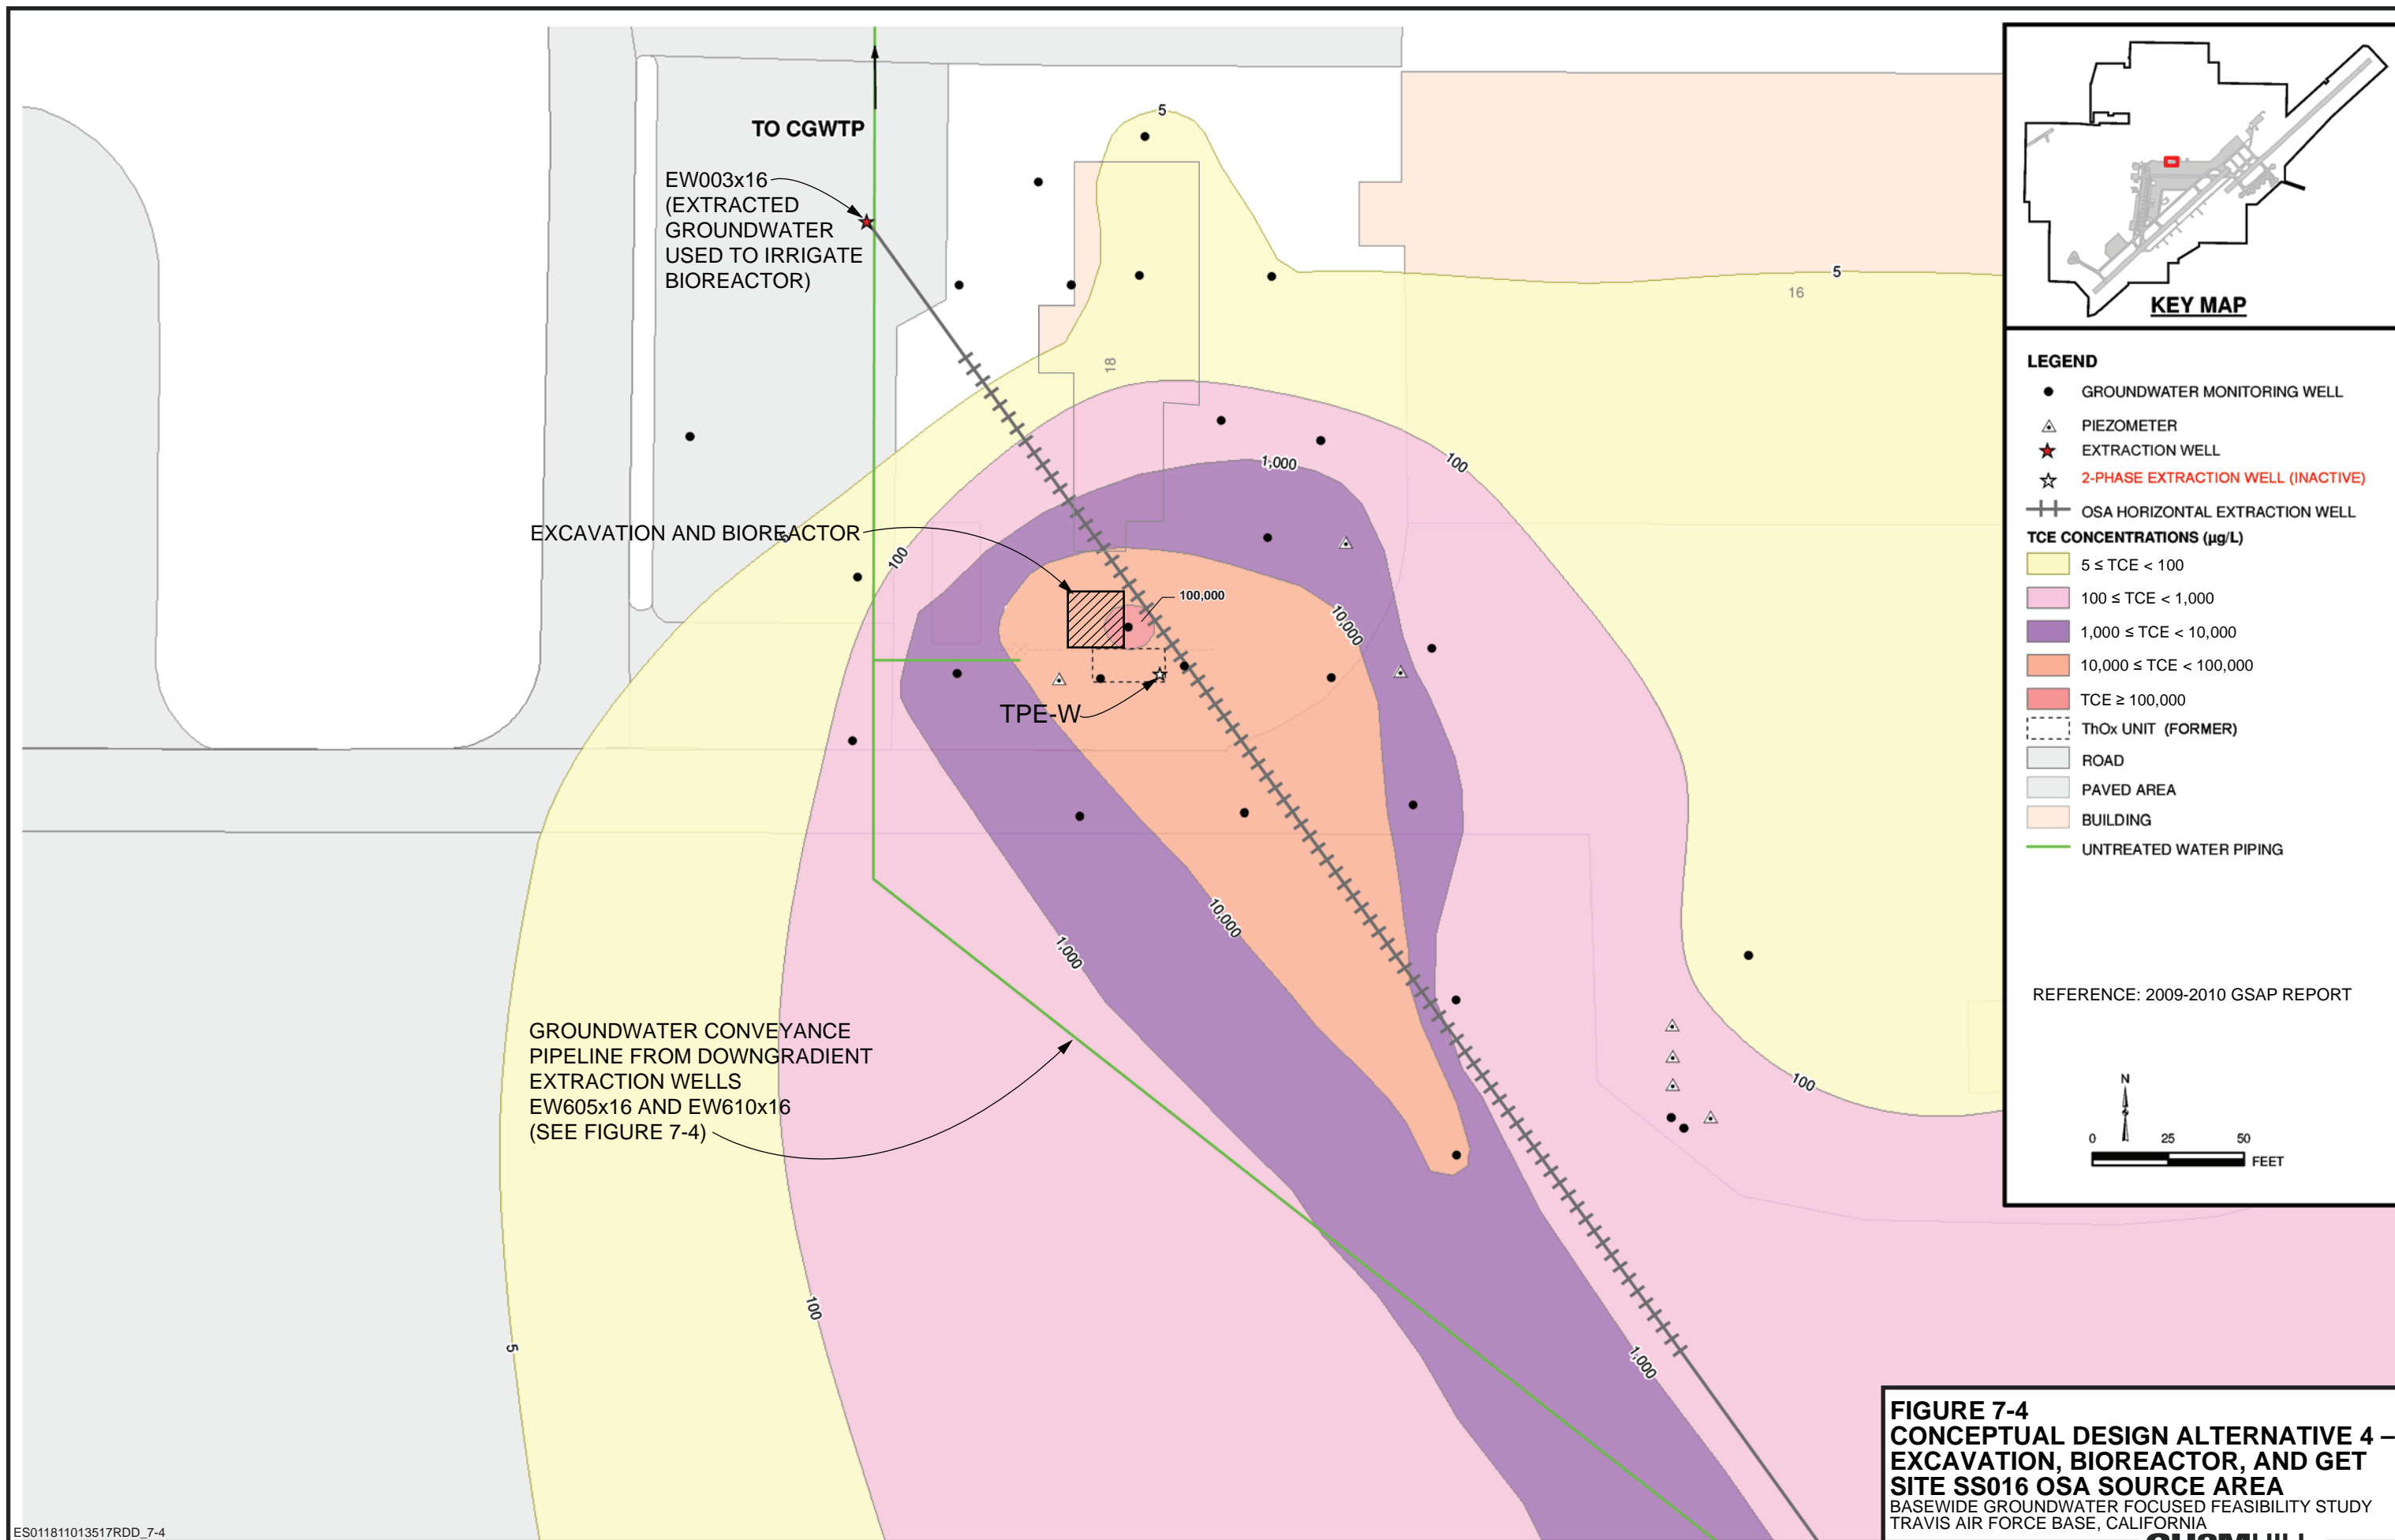 TO CGWTP
EW003x16
(EXTRACTED
GROUNDWATER
USED TO IRRIGATE
BIOREACTOR)
5
5
16
18
1,000
100
EXCAVATION AND BIOREACTOR
5
100
100,000
10,000
TPE-W
10,000
1,000
GROUNDWATER CONVEYANCE
PIPELINE FROM DOWNGRADIENT
EXTRACTION WELLS
EW605x16 AND EW610x16
(SEE FIGURE 7-4)
100
100
5
1,000
KEY MAP
LEGEND
GROUNDWATER MONITORING WELL
PIEZOMETER
EXTRACTION WELL
2-PHASE EXTRACTION WELL (INACTIVE)
OSA HORIZONTAL EXTRACTION WELL
TCE CONCENTRATIONS (µg/L)
5 ≤ TCE < 100
100 ≤ TCE < 1,000
1,000 ≤ TCE < 10,000
10,000 ≤ TCE < 100,000
TCE ≥ 100,000
ThOx UNIT (FORMER)
ROAD
PAVED AREA
BUILDING
UNTREATED WATER PIPING
REFERENCE: 2009-2010 GSAP REPORT
N
0 25 50
FEET
FIGURE 7-4
CONCEPTUAL DESIGN ALTERNATIVE 4 –
EXCAVATION, BIOREACTOR, AND GET
SITE SS016 OSA SOURCE AREA
BASEWIDE GROUNDWATER FOCUSED FEASIBILITY STUDY
TRAVIS AIR FORCE BASE, CALIFORNIA
ES011811013517RDD_7-4